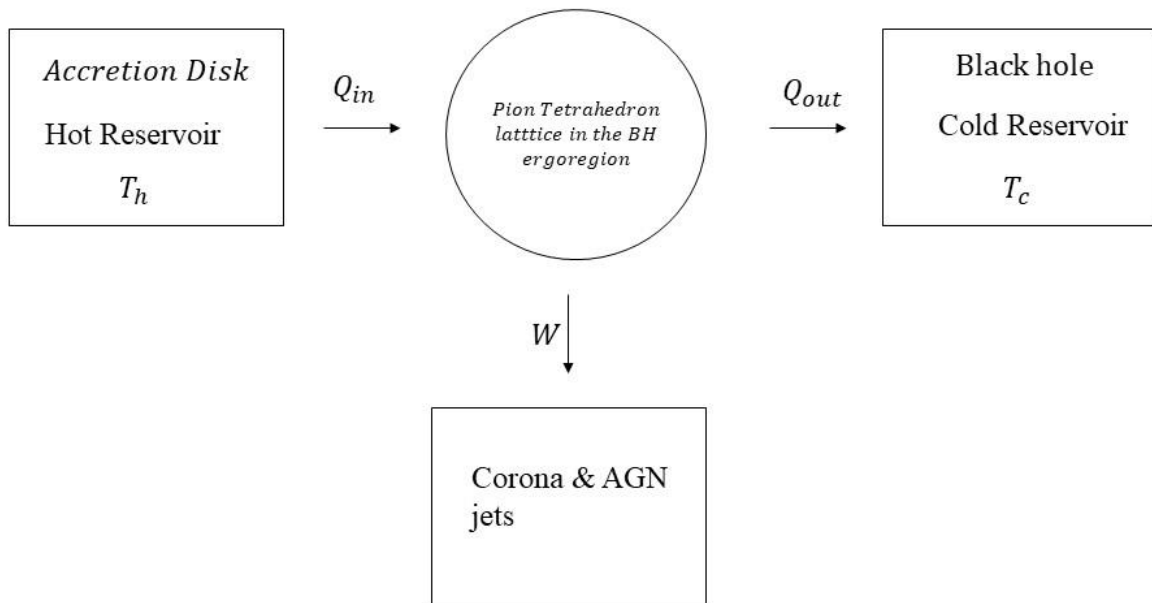 Accretion Disk
Hot Reservoir
T_h
Q_in
Pion Tetrahedron
latttice in the BH
ergoregion
Q_out
Black hole
Cold Reservoir
T_c
W
Corona & AGN
jets